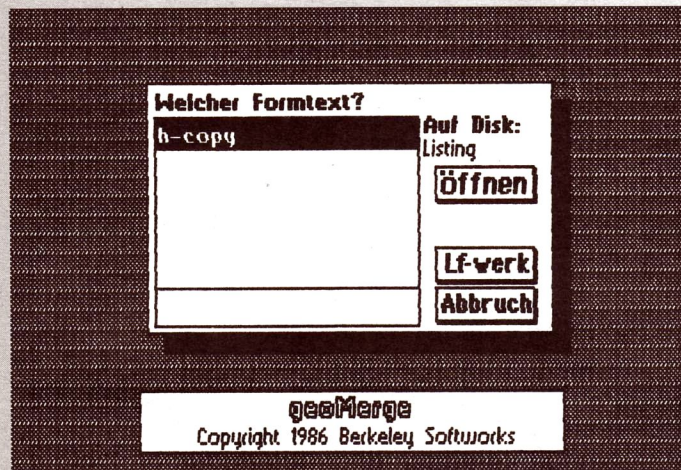 Welcher Formtext?
h-copy
Auf Disk:
Listing
Öffnen
Lf-werk
Abbruch
geoMerge
Copyright 1986 Berkeley Softworks